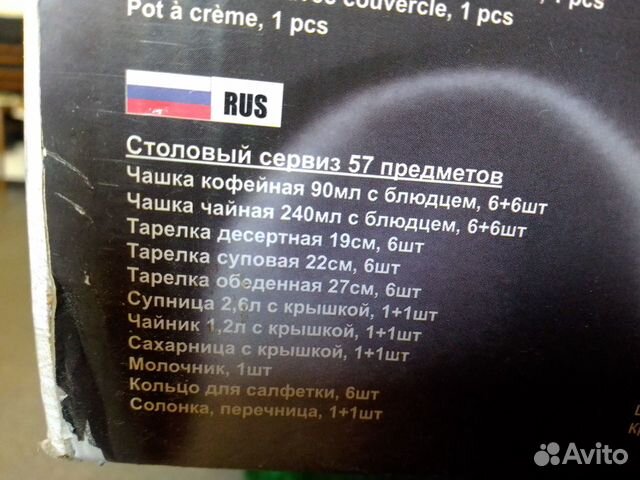 couvercle, 1 pcs
Pot à crème, 1 pcs
RUS
Столовый сервиз 57 предметов
Чашка кофейная 90мл с блюдцем, 6+6шт
Чашка чайная 240мл с блюдцем, 6+6шт
Тарелка десертная 19см, 6шт
Тарелка суповая 22см, 6шт
Тарелка обеденная 27см, 6шт
Супница 2,6л с крышкой, 1+1шт
Чайник 1,2л с крышкой, 1+1шт
Сахарница с крышкой, 1+1шт
Молочник, 1шт
Кольцо для салфетки, 6шт
Солонка, перечница, 1+1шт
Avito